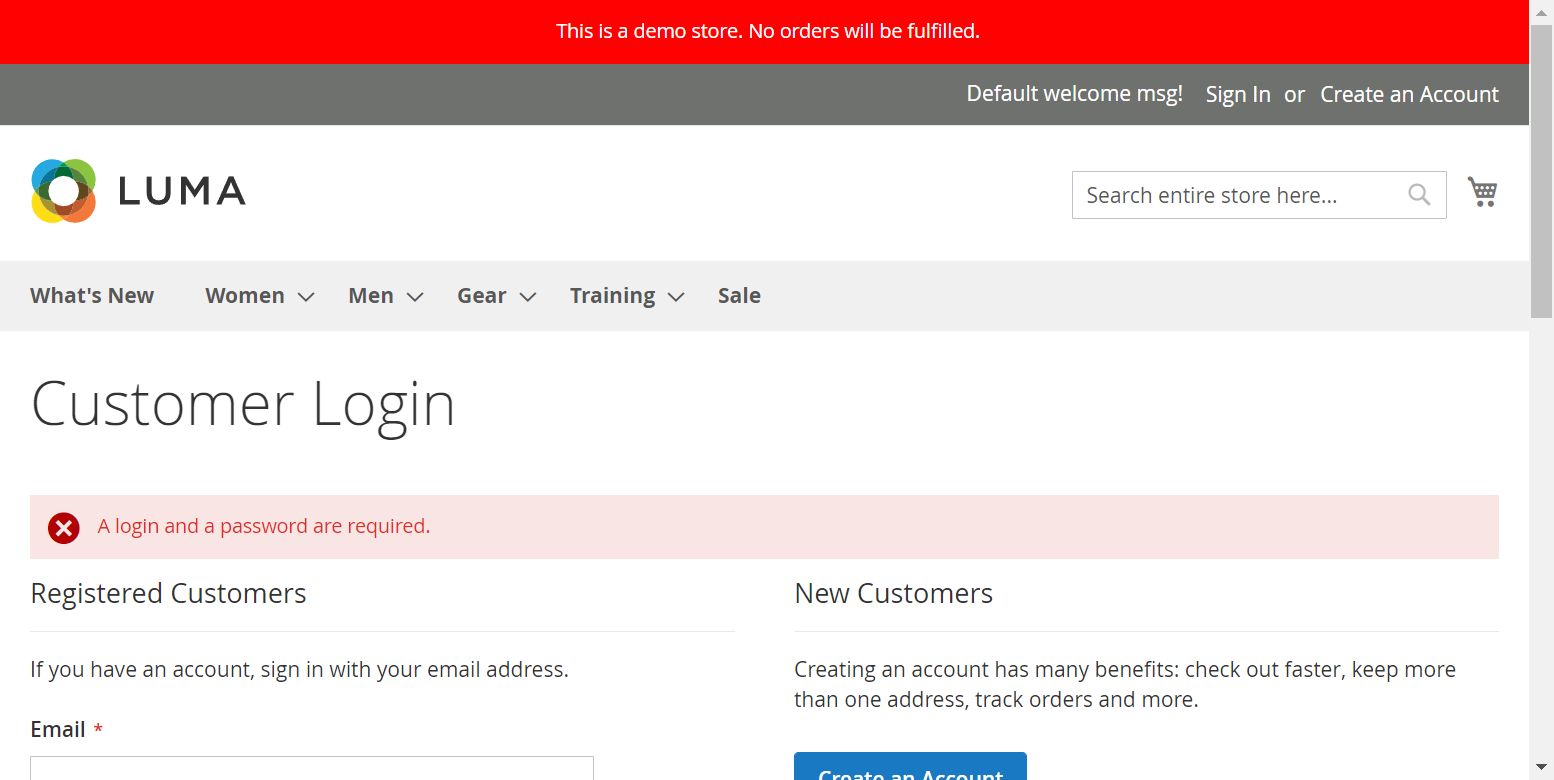 This is a demo store. No orders will be fulfilled.
Default welcome msg! Sign In or Create an Account
LUMA
Search entire store here...
What's New Women Men Gear Training Sale
Customer Login
A login and a password are required.
Registered Customers
If you have an account, sign in with your email address.
Email *
New Customers
Creating an account has many benefits: check out faster, keep more
than one address, track orders and more.
Create an Account